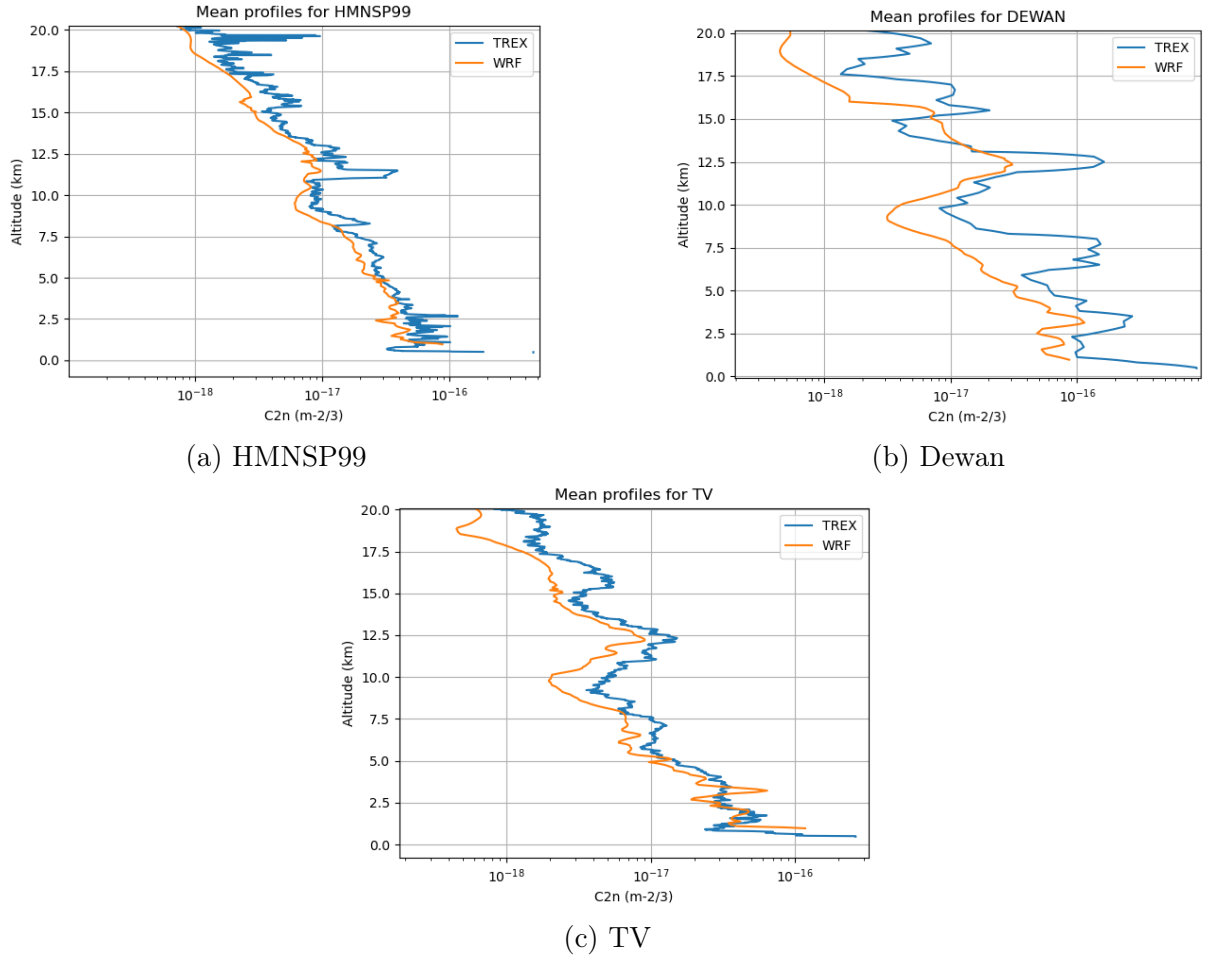 Mean profiles for HMNSP99
20.0
17.5
15.0
12.5
10.0
7.5
5.0
2.5
0.0
Altitude (km)
TREX
WRF
10⁻¹⁸
10⁻¹⁷
10⁻¹⁶
C2n (m-2/3)
(a) HMNSP99
Mean profiles for DEWAN
20.0
17.5
15.0
12.5
10.0
7.5
5.0
2.5
0.0
Altitude (km)
TREX
WRF
10⁻¹⁸
10⁻¹⁷
10⁻¹⁶
C2n (m-2/3)
(b) Dewan
Mean profiles for TV
20.0
17.5
15.0
12.5
10.0
7.5
5.0
2.5
0.0
Altitude (km)
TREX
WRF
10⁻¹⁸
10⁻¹⁷
10⁻¹⁶
C2n (m-2/3)
(c) TV